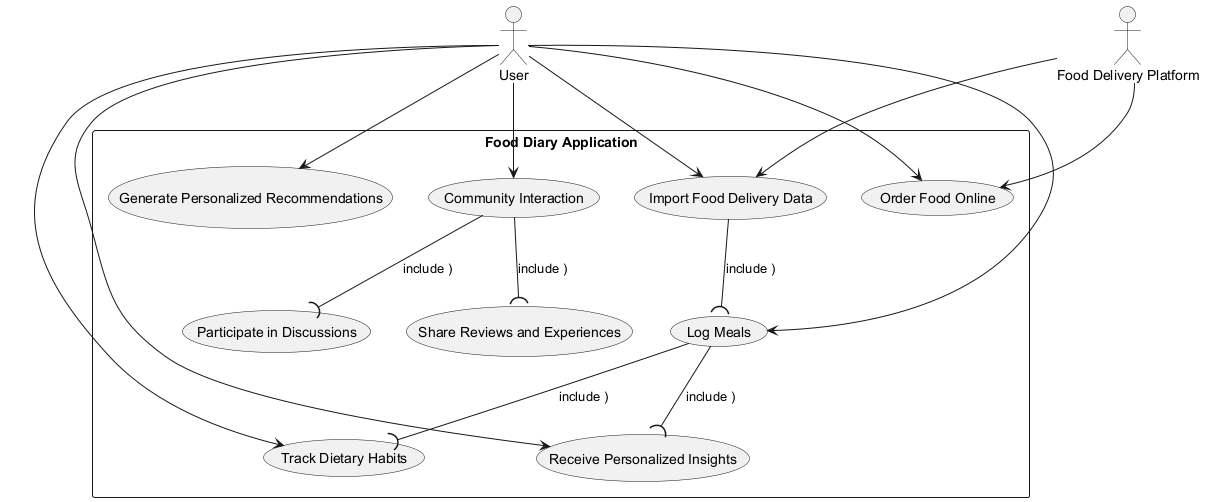 User
Food Delivery Platform
Food Diary Application
Generate Personalized Recommendations
Community Interaction
Import Food Delivery Data
Order Food Online
include )
include )
include )
Participate in Discussions
Share Reviews and Experiences
Log Meals
include )
include )
Track Dietary Habits
Receive Personalized Insights